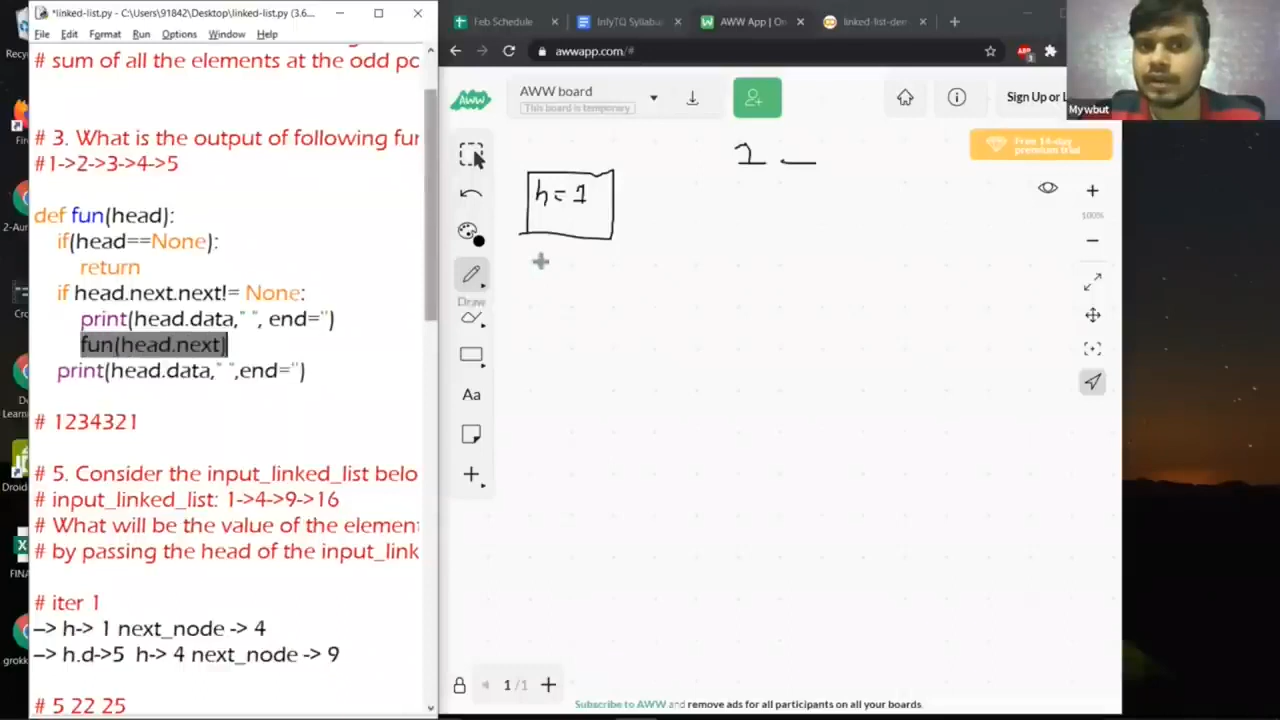 *linked-list.py - C:\Users\91842\Desktop\linked-list.py (3.6....
File Edit Format Run Options Window Help
# sum of all the elements at the odd po
# 3. What is the output of following fur
#1->2->3->4->5
def fun(head):
if(head==None):
return
if head.next.next!= None:
print(head.data," ", end='')
fun(head.next)
print(head.data," ",end='')
# 1234321
# 5. Consider the input_linked_list belo
# input_linked_list: 1->4->9->16
# What will be the value of the element
# by passing the head of the input_link
# iter 1
--> h-> 1 next_node -> 4
--> h.d->5 h-> 4 next_node -> 9
# 5 22 25
Feb Schedule
InlyTQ Syllabu
AWW App | On
linked-list-den
awwapp.com/#
AWW
AWW board
This board is temporary
Sign Up or L
Mywbut
Free 14-day
premium trial
1
h = 1
100%
Draw
Aa
1 / 1
Subscribe to AWW and remove ads for all participants on all your boards.